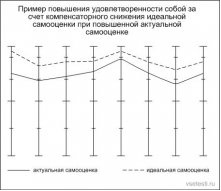 Пример повышения удовлетворенности собой за
счет компенсаторного снижения идеальной
самооценки при повышенной актуальной
самооценке
актуальная самооценка идеальная самооценка
vsetesti.ru